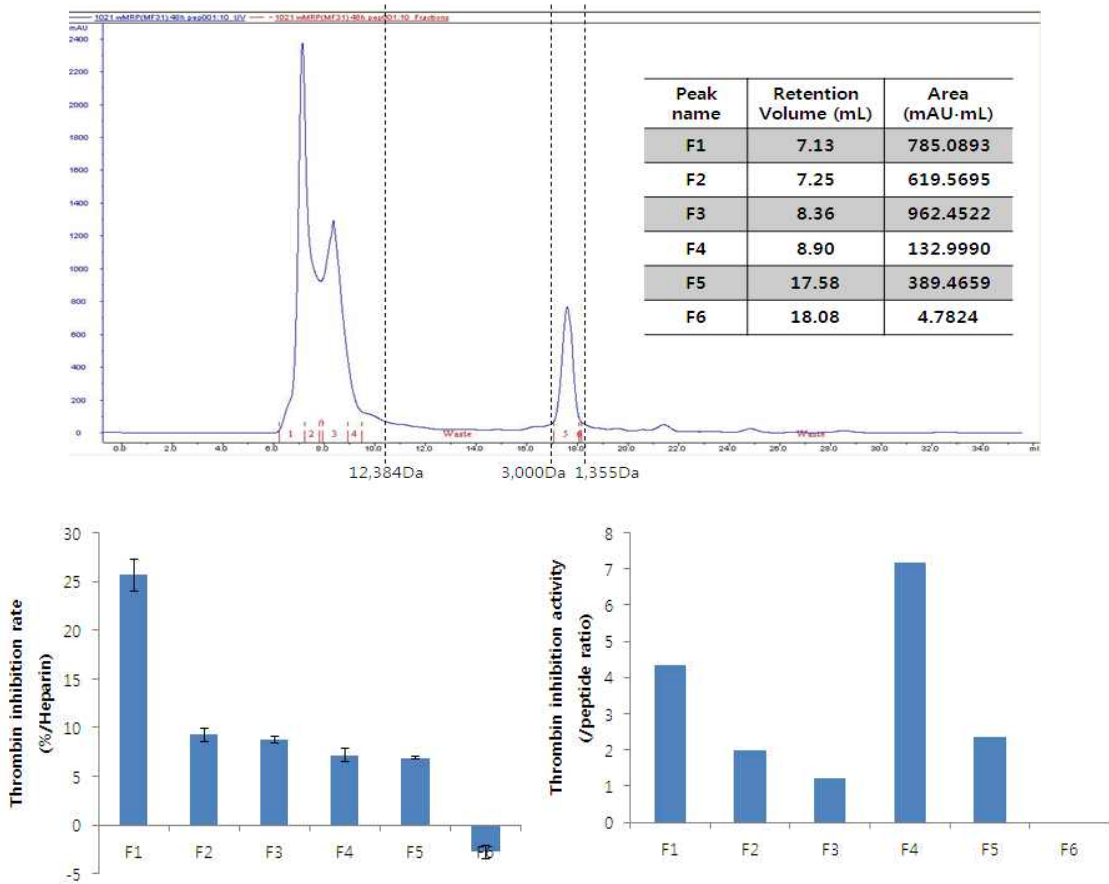 1021 wMRP(MF31) 48h pep001:10_UV 1021 wMRP(MF31) 48h pep001:10_Fractions
mAU
2400
2200
2000
1800
1600
1400
1200
1000
800
600
400
200
0
1 2 3 4 Waste 5 Waste
0.0 2.0 4.0 6.0 8.0 10.0 12.0 14.0 16.0 18.0 20.0 22.0 24.0 26.0 28.0 30.0 32.0 34.0 ml
12,384Da 3,000Da 1,355Da
Peak name Retention Volume (mL) Area (mAU·mL)
F1 7.13 785.0893
F2 7.25 619.5695
F3 8.36 962.4522
F4 8.90 132.9990
F5 17.58 389.4659
F6 18.08 4.7824
Thrombin inhibition rate
(%/Heparin)
30
25
20
15
10
5
0
-5
F1 F2 F3 F4 F5 F6
Thrombin inhibition activity
(/peptide ratio)
8
7
6
5
4
3
2
1
0
F1 F2 F3 F4 F5 F6